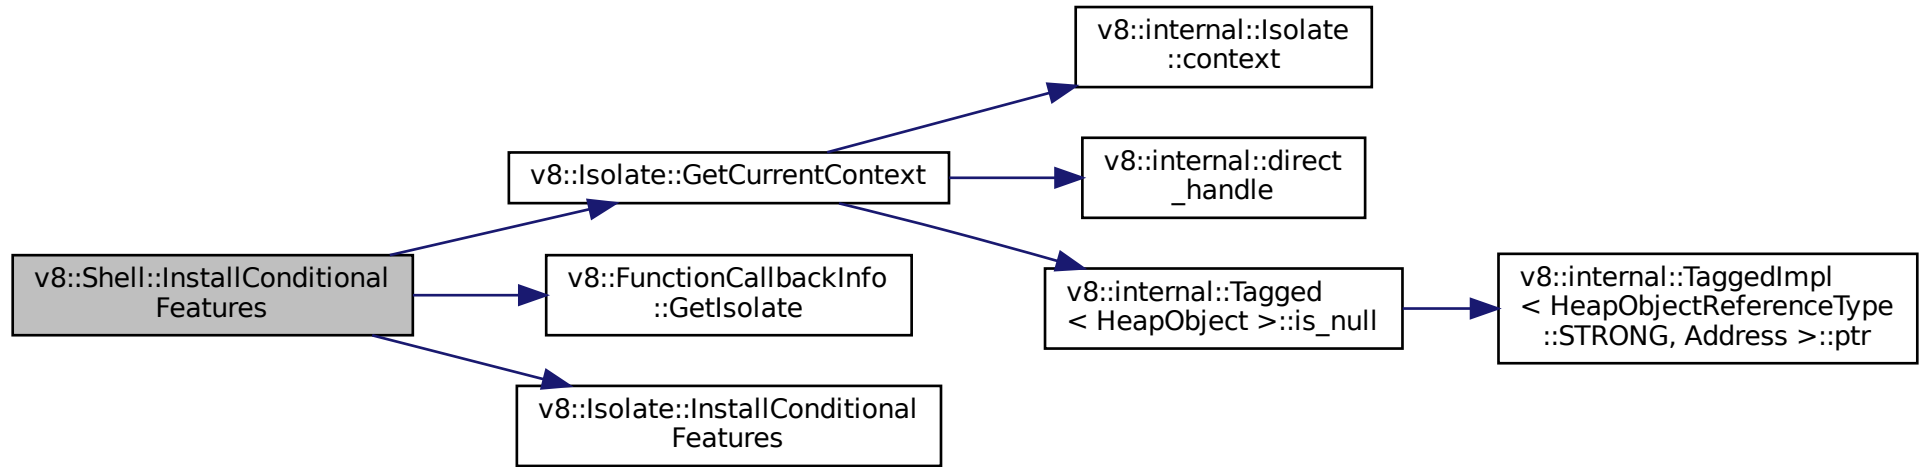 v8::Shell::InstallConditional
Features
v8::Isolate::GetCurrentContext
v8::FunctionCallbackInfo
::GetIsolate
v8::Isolate::InstallConditional
Features
v8::internal::Isolate
::context
v8::internal::direct
_handle
v8::internal::Tagged
< HeapObject >::is_null
v8::internal::TaggedImpl
< HeapObjectReferenceType
::STRONG, Address >::ptr